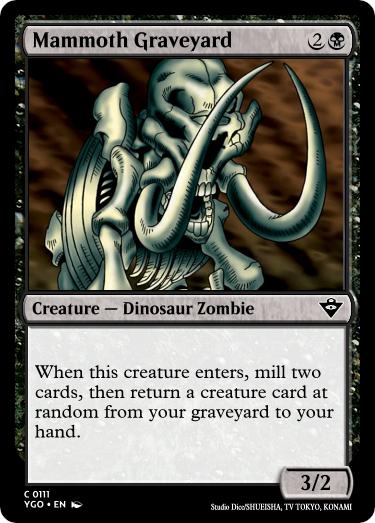 Mammoth Graveyard 2
Creature — Dinosaur Zombie
When this creature enters, mill two
cards, then return a creature card at
random from your graveyard to your
hand.
3/2
C 0111
YGO • EN
Studio Dice/SHUEISHA, TV TOKYO, KONAMI